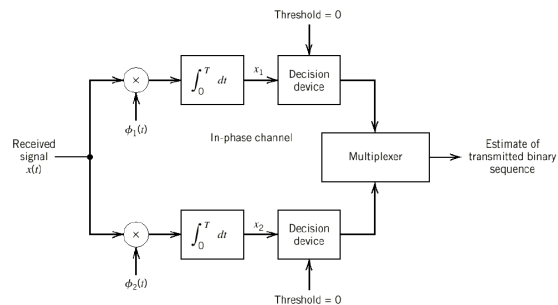 Threshold = 0
∫₀ᵀ dt
x₁
Decision
device
ϕ₁(t)
In-phase channel
Received
signal
x(t)
Multiplexer
Estimate of
transmitted binary
sequence
∫₀ᵀ dt
x₂
Decision
device
ϕ₂(t)
Threshold = 0